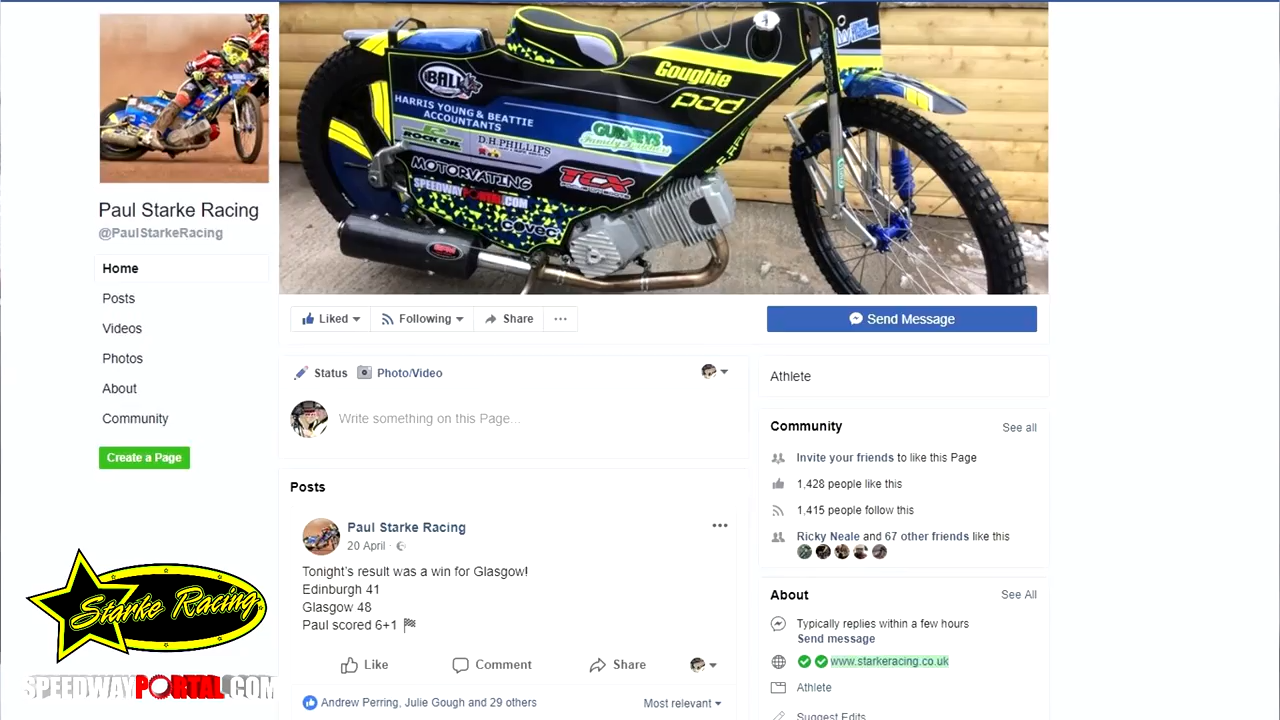 Goughie
pod
BALI
HARRIS YOUNG & BEATTIE
ACCOUNTANTS
ROCK OIL
D.H.PHILLIPS
GURNEYS
MOTORVATING
TCX
SPEEDWAYPORTAL.COM
covec
Paul Starke Racing
@PaulStarkeRacing
Home
Posts
Videos
Photos
About
Community
Create a Page
Liked
Following
Share
Send Message
Status
Photo/Video
Write something on this Page...
Posts
Paul Starke Racing
20 April ·
Tonight's result was a win for Glasgow!
Edinburgh 41
Glasgow 48
Paul scored 6+1
Like
Comment
Share
Andrew Perring, Julie Gough and 29 others
Most relevant
Athlete
Community
See all
Invite your friends to like this Page
1,428 people like this
1,415 people follow this
Ricky Neale and 67 other friends like this
About
See All
Typically replies within a few hours
Send message
www.starkeracing.co.uk
Athlete
Suggest Edits
Starke Racing
SPEEDWAYPORTAL.COM